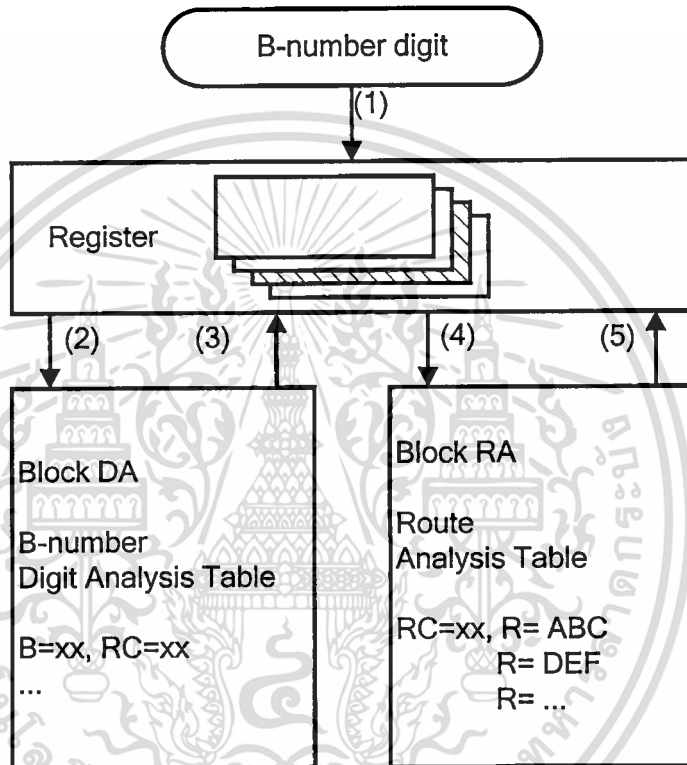 B-number digit
(1)
Register
(2)
(3)
(4)
(5)
Block DA
B-number
Digit Analysis Table
B=xx, RC=xx
...
Block RA
Route
Analysis Table
RC=xx, R= ABC
R= DEF
R= ...